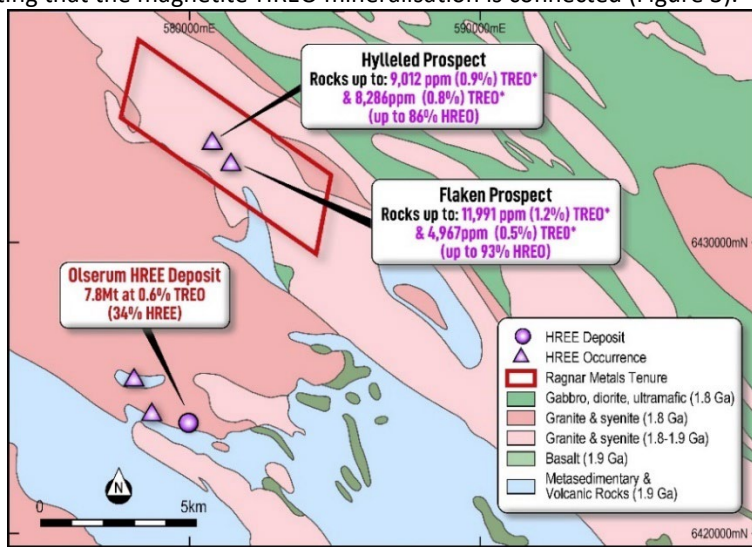 ting that the magnetite-HREO mineralisation is connected (Figure 3).
580000mE
590000mE
Hylleled Prospect
Rocks up to: 9,012 ppm (0.9%) TREO*
& 8,286ppm (0.8%) TREO*
(up to 86% HREO)
Flaken Prospect
Rocks up to: 11,991 ppm (1.2%) TREO*
& 4,967ppm (0.5%) TREO*
(up to 93% HREO)
6430000mN
Olserum HREE Deposit
7.8Mt at 0.6% TREO
(34% HREE)
HREE Deposit
HREE Occurrence
Ragnar Metals Tenure
Gabbro, diorite, ultramafic (1.8 Ga)
Granite & syenite (1.8 Ga)
Granite & syenite (1.8-1.9 Ga)
Basalt (1.9 Ga)
Metasedimentary &
Volcanic Rocks (1.9 Ga)
N
0 5km
6420000mN